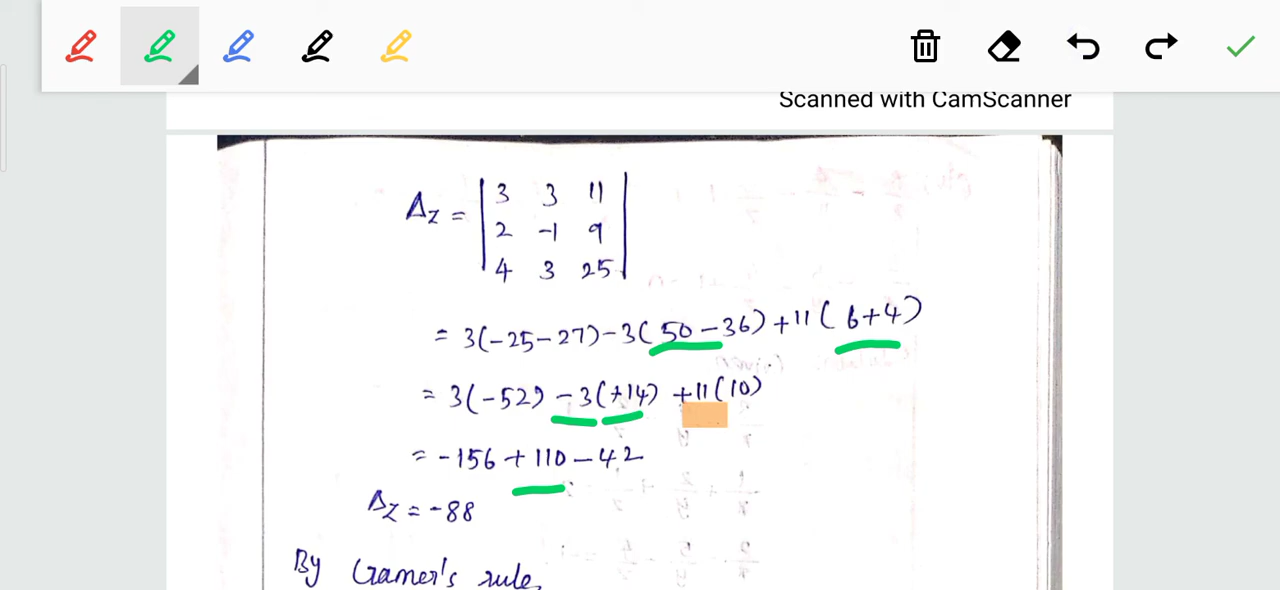 Scanned with CamScanner
Δz = | 3 3 11 |
| 2 -1 9 |
| 4 3 25 |
= 3(-25-27)-3(50-36)+11(6+4)
= 3(-52) -3(+14) +11(10)
= -156 +110 -42
Δz = -88
By Cramer's rule,